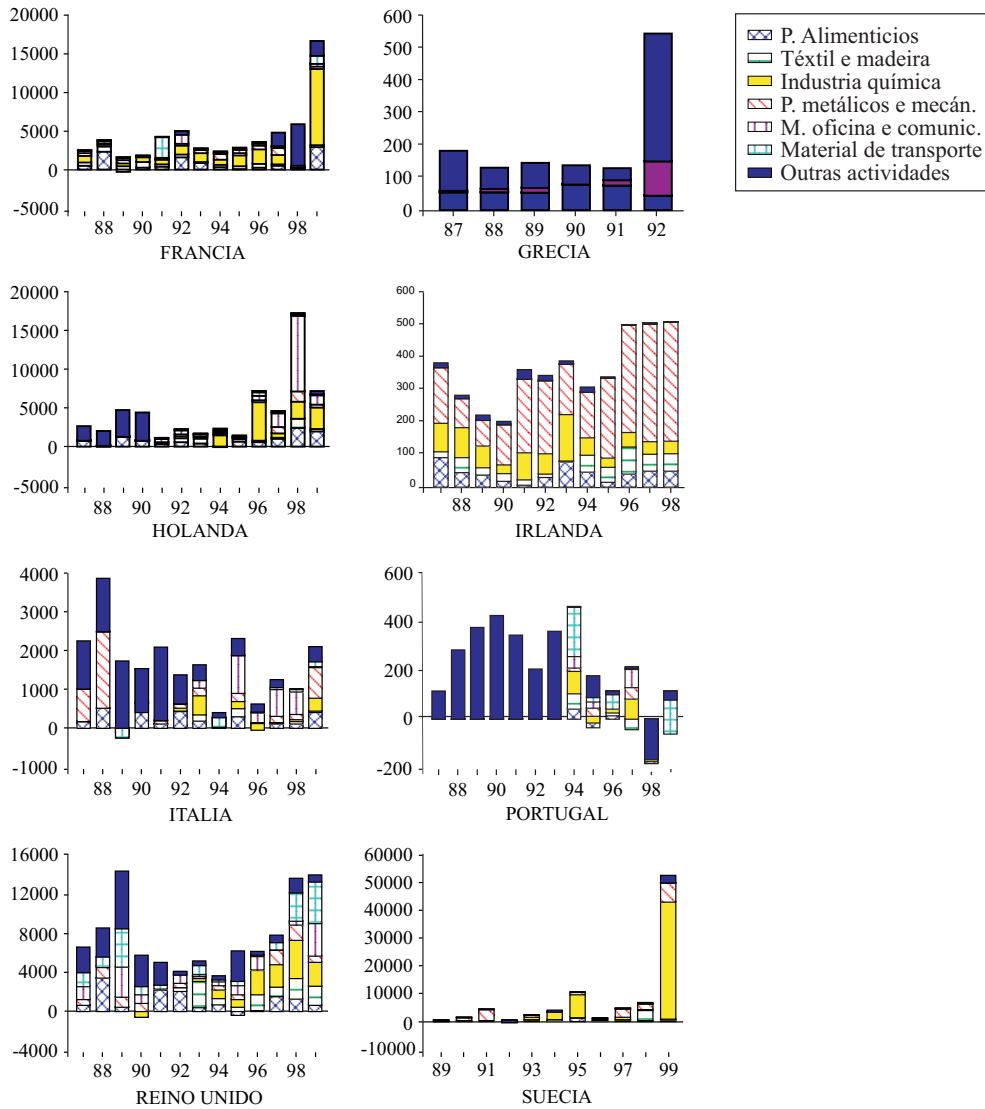 20000
15000
10000
5000
0
-5000
88 90 92 94 96 98
FRANCIA
600
500
400
300
200
100
0
87 88 89 90 91 92
GRECIA
P. Alimenticios
Téxtil e madeira
Industria química
P. metálicos e mecán.
M. oficina e comunic.
Material de transporte
Outras actividades
20000
15000
10000
5000
0
-5000
88 90 92 94 96 98
HOLANDA
600
500
400
300
200
100
0
88 90 92 94 96 98
IRLANDA
4000
3000
2000
1000
0
-1000
88 90 92 94 96 98
ITALIA
600
400
200
0
-200
88 90 92 94 96 98
PORTUGAL
16000
12000
8000
4000
0
-4000
88 90 92 94 96 98
REINO UNIDO
60000
50000
40000
30000
20000
10000
0
-10000
89 91 93 95 97 99
SUECIA